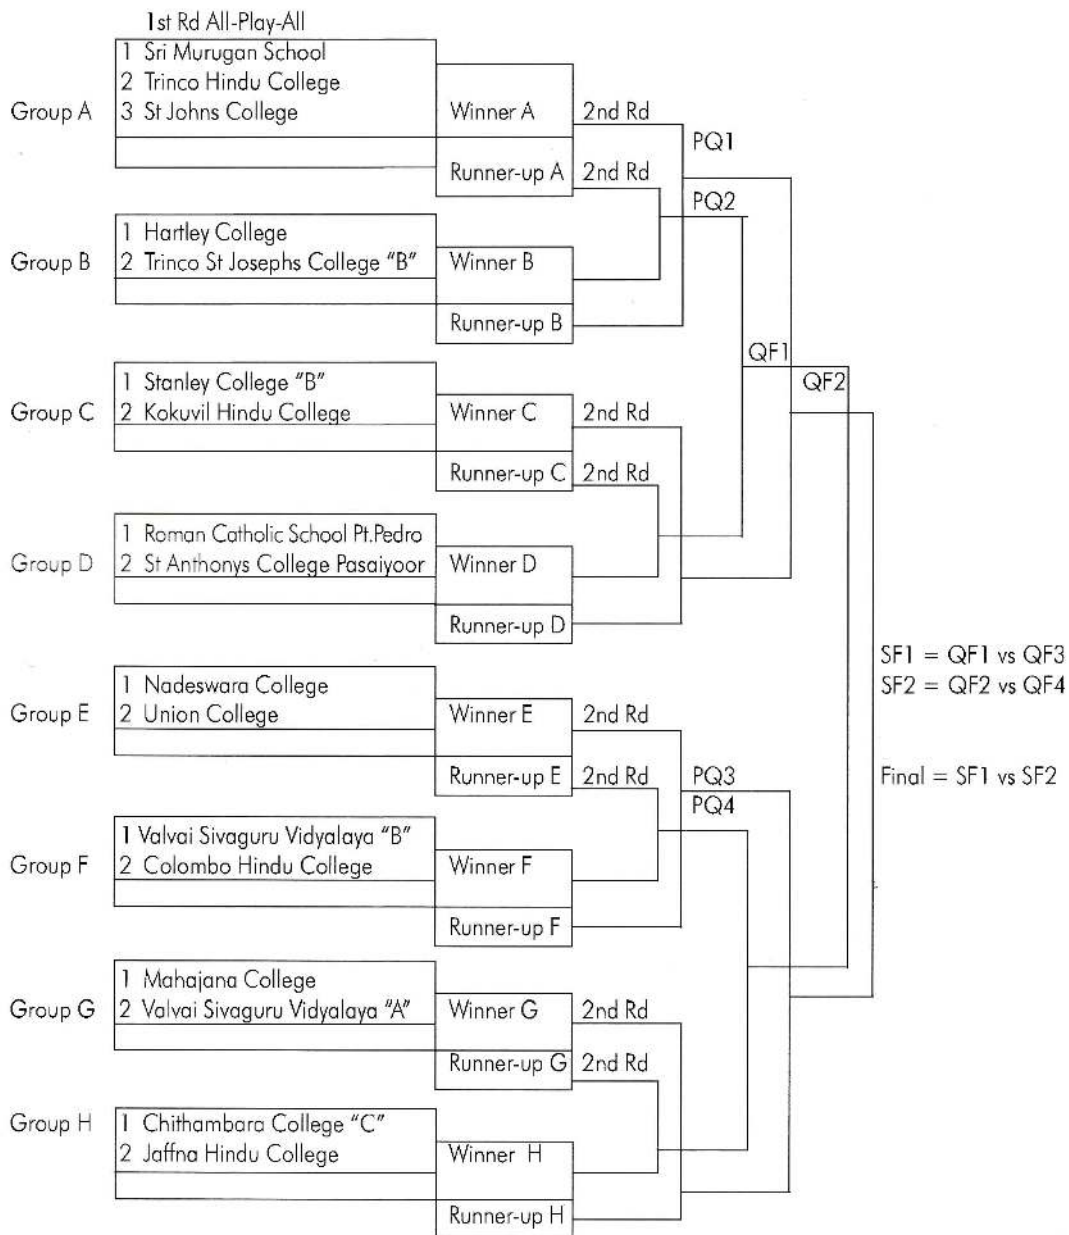 1st Rd All-Play-All
Group A
1 Sri Murugan School
2 Trinco Hindu College
3 St Johns College
Winner A
2nd Rd
Runner-up A
2nd Rd
PQ1
PQ2
Group B
1 Hartley College
2 Trinco St Josephs College "B"
Winner B
Runner-up B
QF1
QF2
Group C
1 Stanley College "B"
2 Kokuvil Hindu College
Winner C
2nd Rd
Runner-up C
2nd Rd
Group D
1 Roman Catholic School Pt.Pedro
2 St Anthonys College Pasaiyoor
Winner D
Runner-up D
SF1 = QF1 vs QF3
SF2 = QF2 vs QF4
Final = SF1 vs SF2
Group E
1 Nadeswara College
2 Union College
Winner E
2nd Rd
Runner-up E
2nd Rd
PQ3
PQ4
Group F
1 Valvai Sivaguru Vidyalaya "B"
2 Colombo Hindu College
Winner F
Runner-up F
Group G
1 Mahajana College
2 Valvai Sivaguru Vidyalaya "A"
Winner G
2nd Rd
Runner-up G
2nd Rd
Group H
1 Chithambara College "C"
2 Jaffna Hindu College
Winner H
Runner-up H